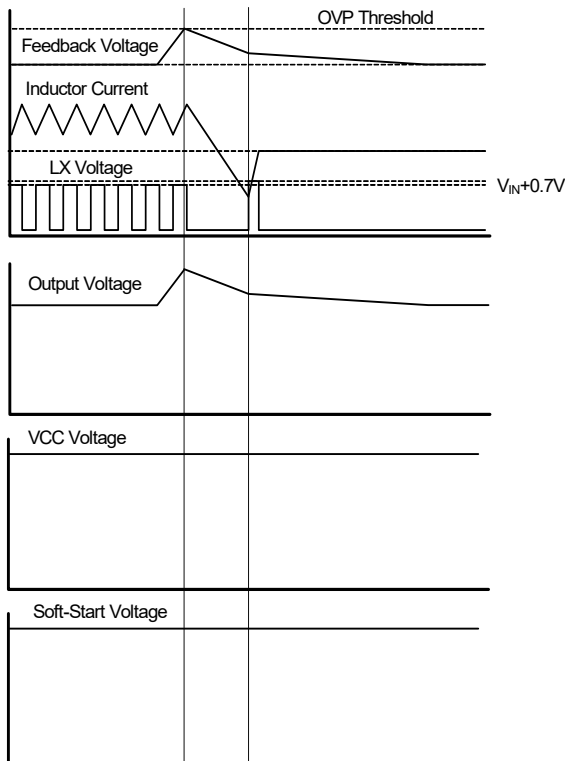 OVP Threshold
Feedback Voltage
Inductor Current
LX Voltage
VIN+0.7V
Output Voltage
VCC Voltage
Soft-Start Voltage